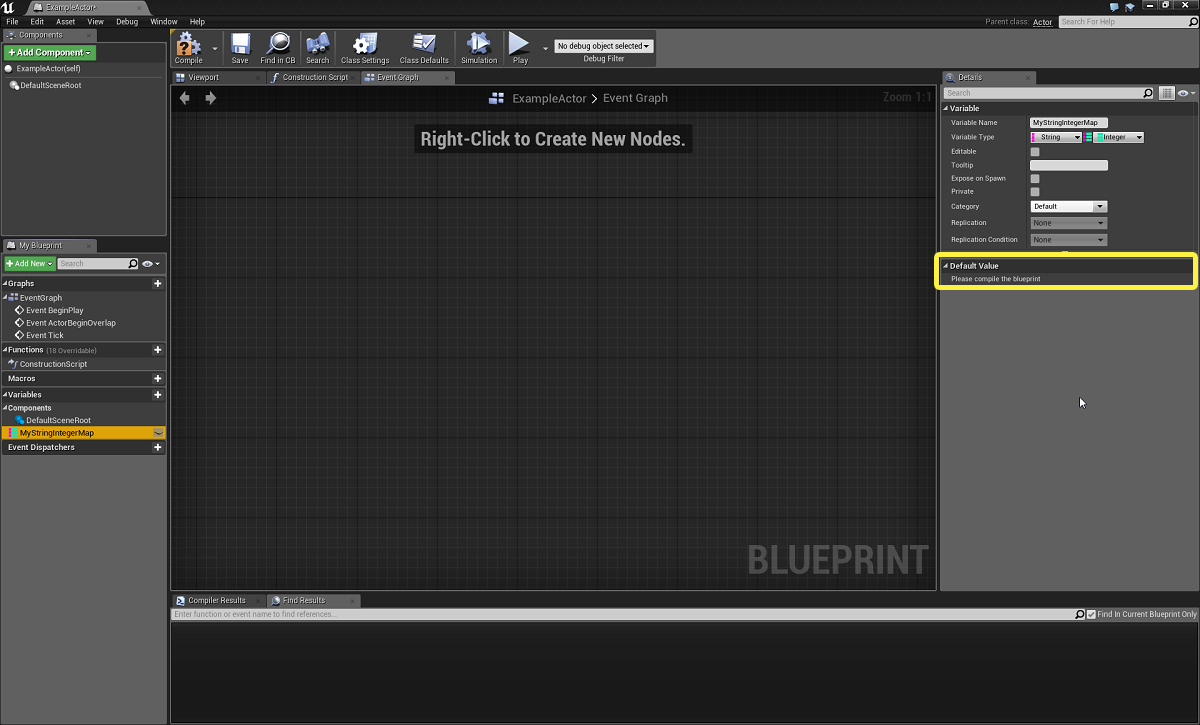 ExampleActor*
File Edit Asset View Debug Window Help
Parent class: Actor Search For Help
Components
+Add Component
ExampleActor(self)
DefaultSceneRoot
Compile Save Find in CB Search Class Settings Class Defaults Simulation Play
No debug object selected
Debug Filter
Viewport Construction Script Event Graph
ExampleActor > Event Graph
Zoom 1:1
Right-Click to Create New Nodes.
BLUEPRINT
My Blueprint
+Add New Search
Graphs
EventGraph
Event BeginPlay
Event ActorBeginOverlap
Event Tick
Functions (18 Overridable)
ConstructionScript
Macros
Variables
Components
DefaultSceneRoot
MyStringIntegerMap
Event Dispatchers
Details
Search
Variable
Variable Name MyStringIntegerMap
Variable Type String Integer
Editable
Tooltip
Expose on Spawn
Private
Category Default
Replication None
Replication Condition None
Default Value
Please compile the blueprint
Compiler Results Find Results
Enter function or event name to find references...
Find In Current Blueprint Only